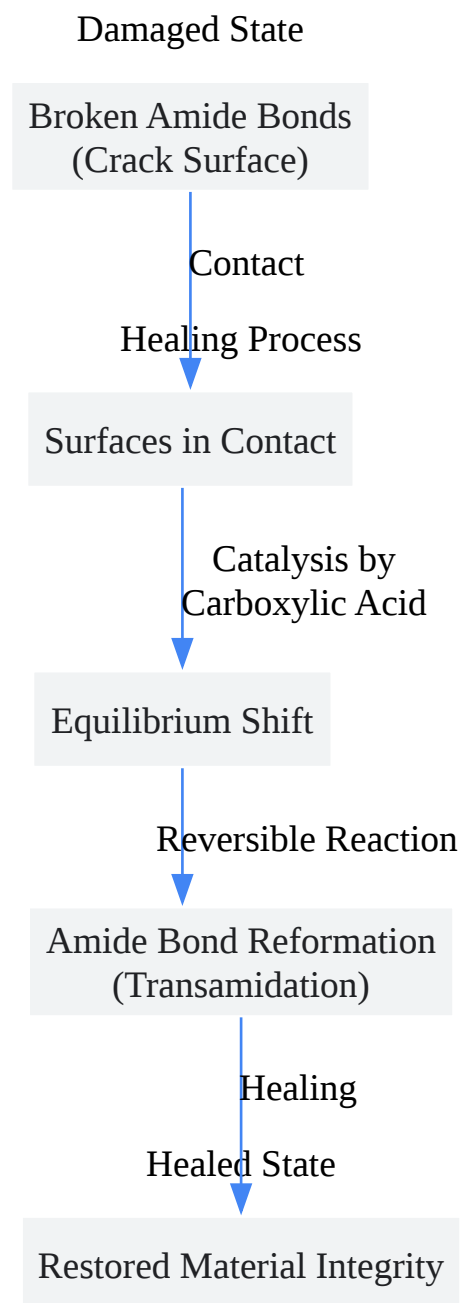 Damaged State
Broken Amide Bonds
(Crack Surface)
Contact
Healing Process
Surfaces in Contact
Catalysis by
Carboxylic Acid
Equilibrium Shift
Reversible Reaction
Amide Bond Reformation
(Transamidation)
Healing
Healed State
Restored Material Integrity